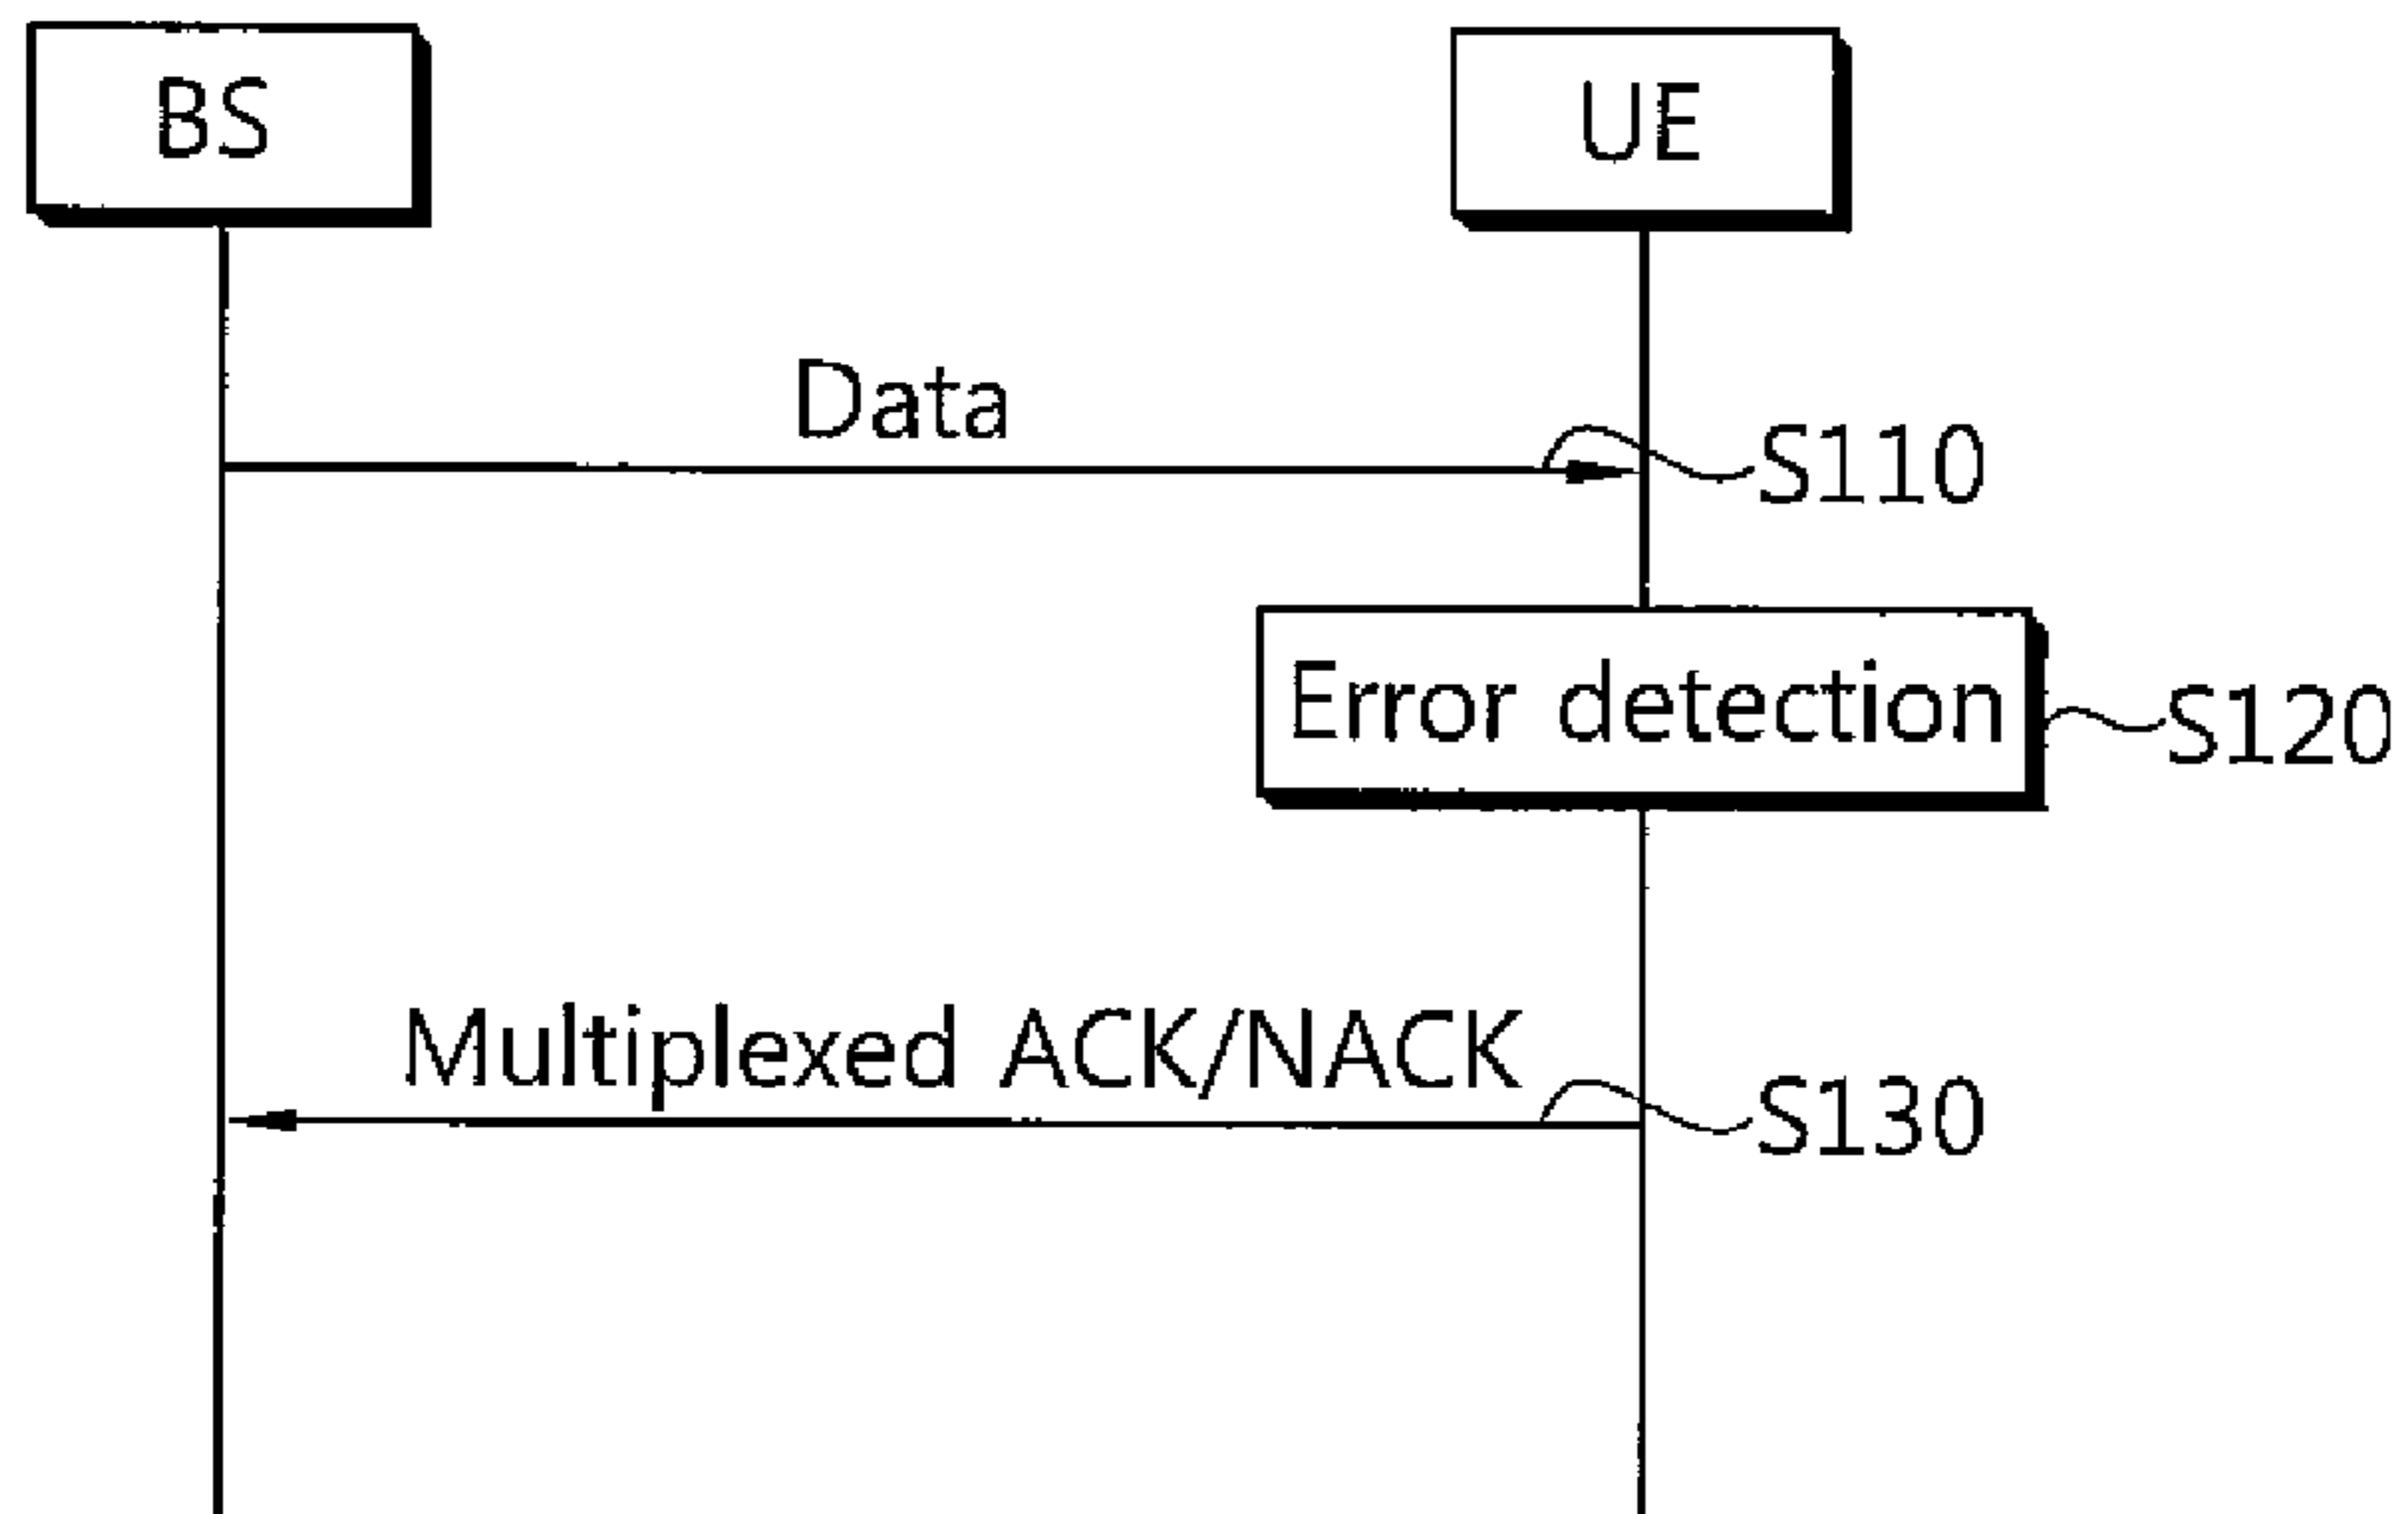 BS
UE
Data
S110
Error detection
S120
Multiplexed ACK/NACK
S130